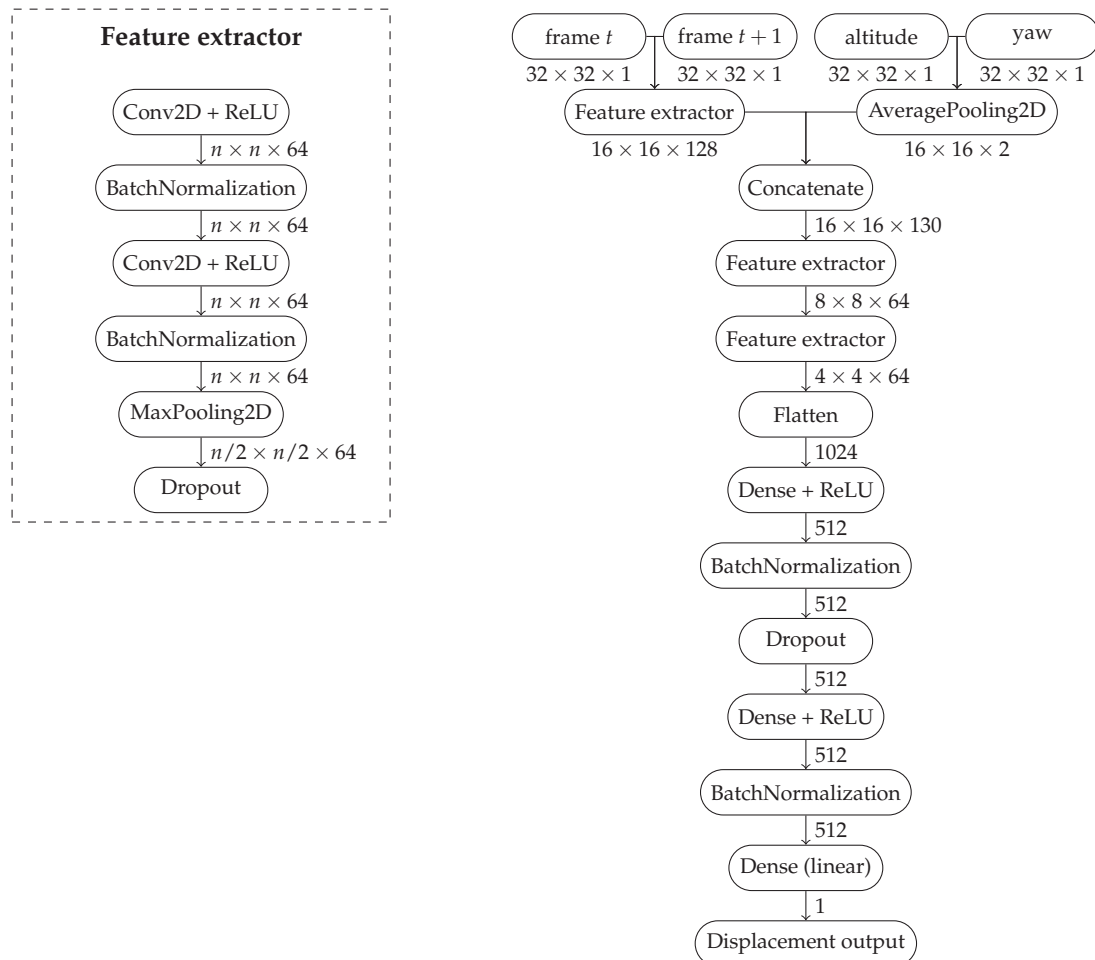 Feature extractor
Conv2D + ReLU
n × n × 64
BatchNormalization
n × n × 64
Conv2D + ReLU
n × n × 64
BatchNormalization
n × n × 64
MaxPooling2D
n/2 × n/2 × 64
Dropout
frame t frame t + 1 altitude yaw
32 × 32 × 1 32 × 32 × 1 32 × 32 × 1 32 × 32 × 1
Feature extractor AveragePooling2D
16 × 16 × 128 16 × 16 × 2
Concatenate
16 × 16 × 130
Feature extractor
8 × 8 × 64
Feature extractor
4 × 4 × 64
Flatten
1024
Dense + ReLU
512
BatchNormalization
512
Dropout
512
Dense + ReLU
512
BatchNormalization
512
Dense (linear)
1
Displacement output